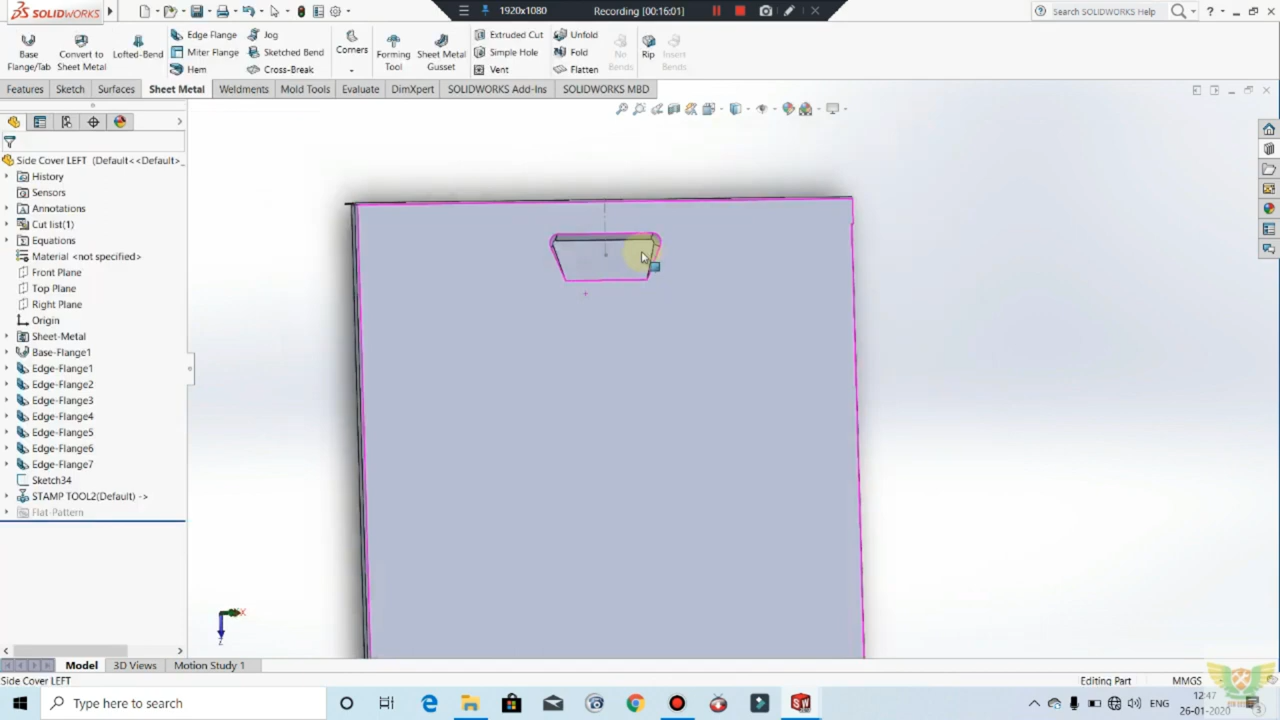 SOLIDWORKS
1920x1080
Recording [00:16:01]
Search SOLIDWORKS Help
Base
Flange/Tab
Convert to
Sheet Metal
Lofted-Bend
Edge Flange
Miter Flange
Hem
Jog
Sketched Bend
Cross-Break
Corners
Forming
Tool
Sheet Metal
Gusset
Extruded Cut
Simple Hole
Vent
Unfold
Fold
Flatten
No
Bends
Rip
Insert
Bends
Features
Sketch
Surfaces
Sheet Metal
Weldments
Mold Tools
Evaluate
DimXpert
SOLIDWORKS Add-Ins
SOLIDWORKS MBD
Side Cover LEFT (Default<<Default>_
History
Sensors
Annotations
Cut list(1)
Equations
Material <not specified>
Front Plane
Top Plane
Right Plane
Origin
Sheet-Metal
Base-Flange1
Edge-Flange1
Edge-Flange2
Edge-Flange3
Edge-Flange4
Edge-Flange5
Edge-Flange6
Edge-Flange7
Sketch34
STAMP TOOL2(Default) ->
Flat-Pattern
Z
Model
3D Views
Motion Study 1
Side Cover LEFT
Editing Part
MMGS
Type here to search
ENG
12:47
26-01-2020
3